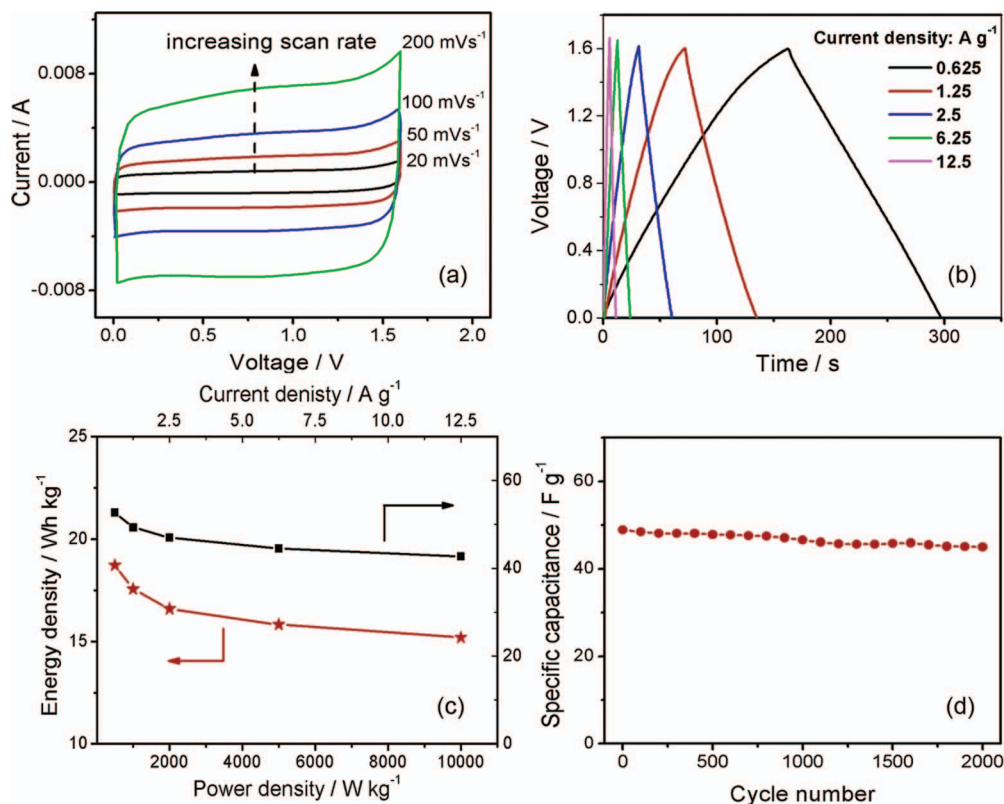 increasing scan rate
200 mVs⁻¹
100 mVs⁻¹
50 mVs⁻¹
20 mVs⁻¹
0.008
0.000
-0.008
Current / A
(a)
0.0 0.5 1.0 1.5 2.0
Voltage / V
Current density: A g⁻¹
0.625
1.25
2.5
6.25
12.5
1.6
1.2
0.8
0.4
0.0
Voltage / V
(b)
0 100 200 300
Time / s
Current denisty / A g⁻¹
2.5 5.0 7.5 10.0 12.5
25
20
15
10
Energy density / Wh kg⁻¹
60
40
20
0
(c)
2000 4000 6000 8000 10000
Power density / W kg⁻¹
60
40
20
0
Specific capacitance / F g⁻¹
(d)
0 500 1000 1500 2000
Cycle number